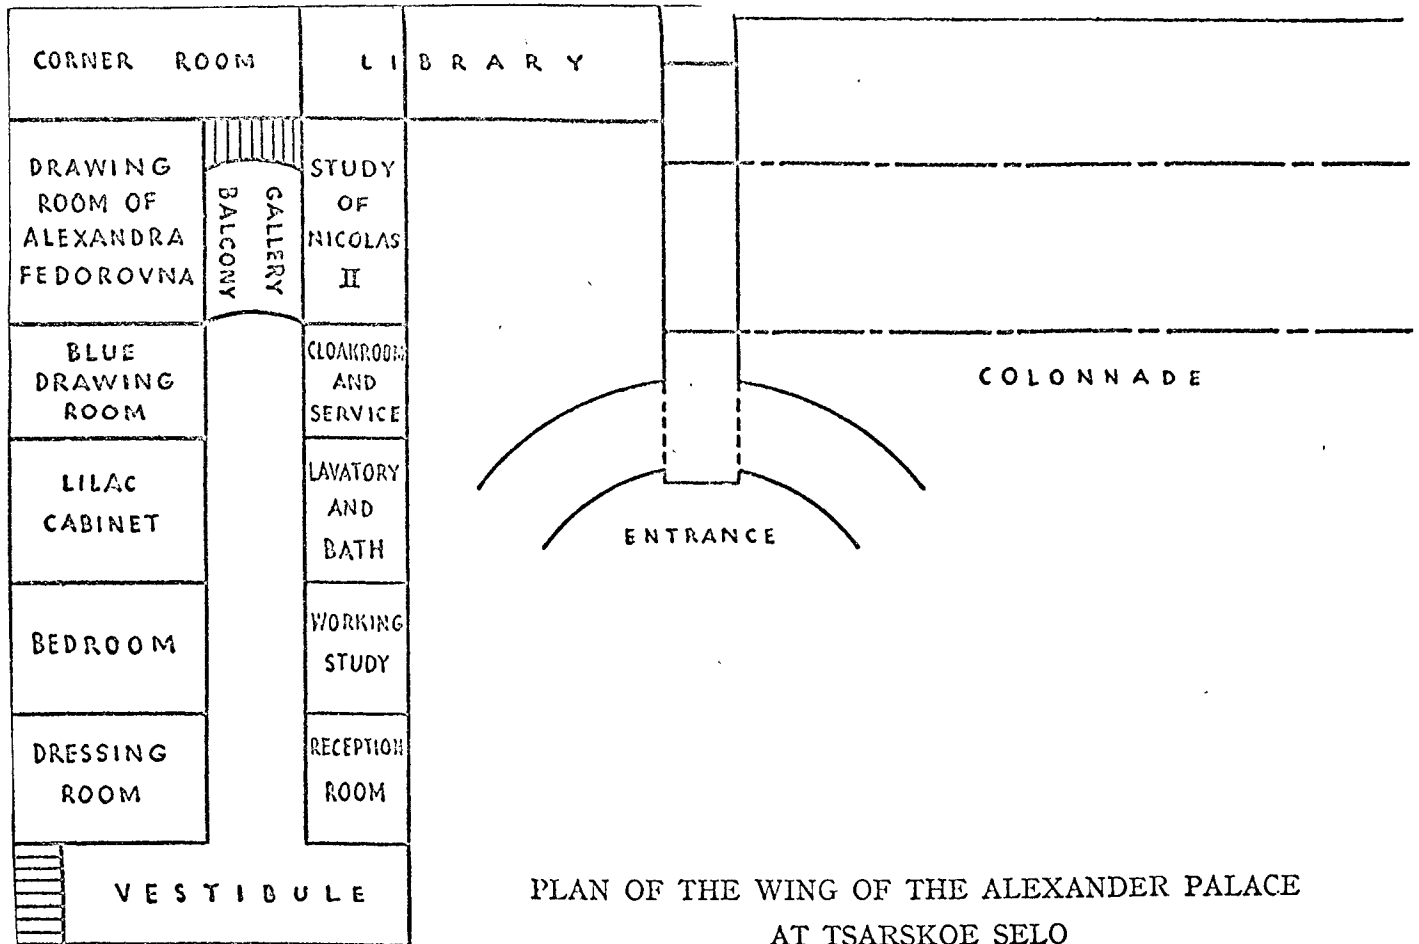 CORNER ROOM
LIBRARY
DRAWING
ROOM OF
ALEXANDRA
FEDOROVNA
BALCONY
GALLERY
STUDY
OF
NICOLAS
II
BLUE
DRAWING
ROOM
CLOAKROOM
AND
SERVICE
COLONNADE
LILAC
CABINET
LAVATORY
AND
BATH
ENTRANCE
BEDROOM
WORKING
STUDY
DRESSING
ROOM
RECEPTION
ROOM
VESTIBULE
PLAN OF THE WING OF THE ALEXANDER PALACE
AT TSARSKOE SELO